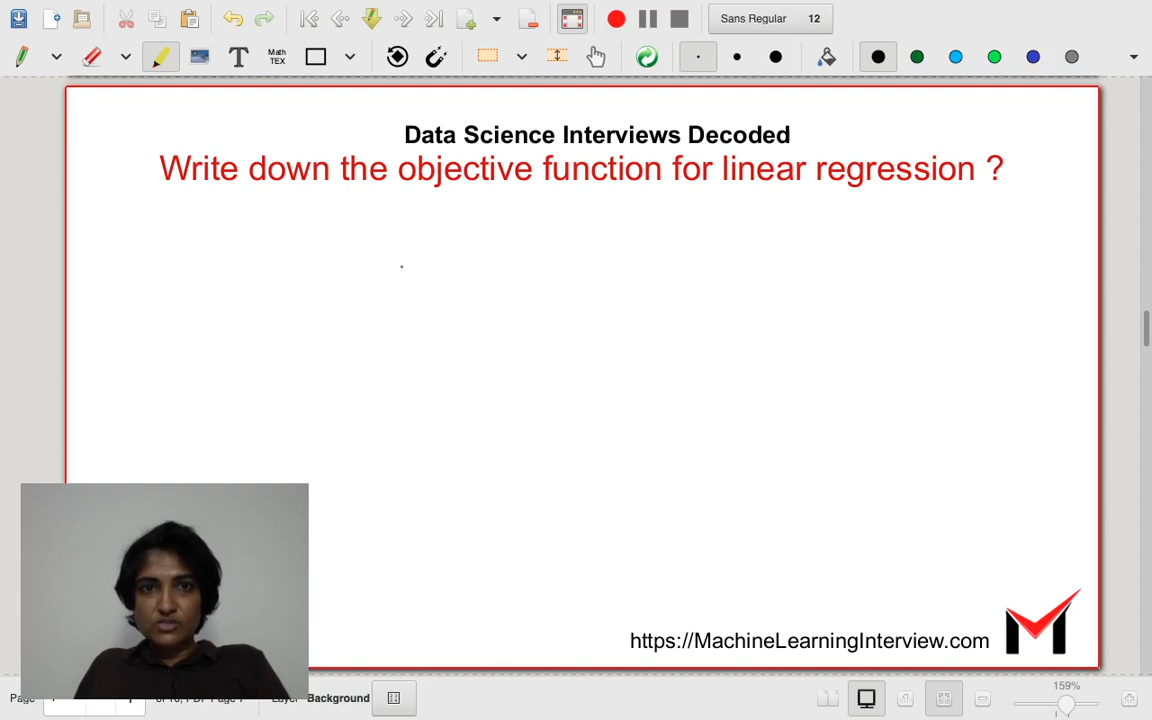 Sans Regular 12
Math
TEX
Data Science Interviews Decoded
Write down the objective function for linear regression ?
https://MachineLearningInterview.com
Page
Background
159%